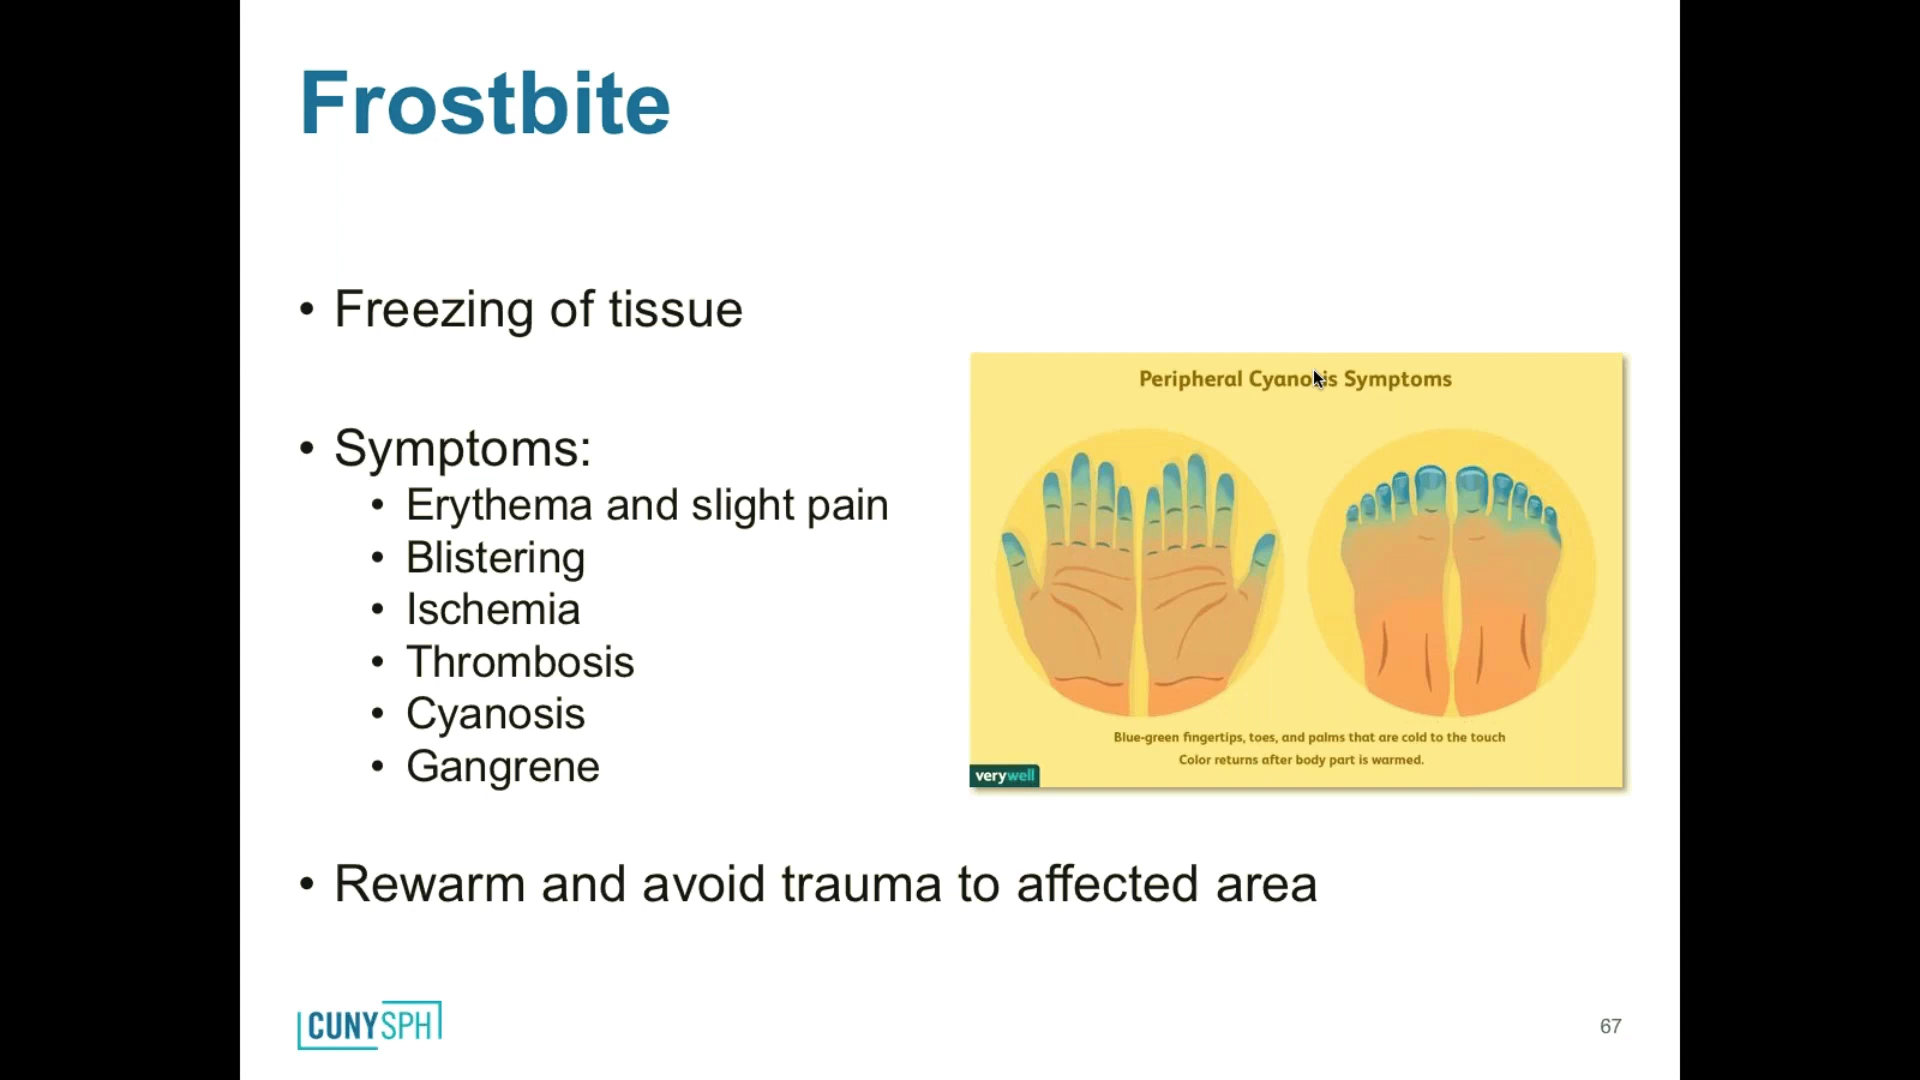 Frostbite
• Freezing of tissue
• Symptoms:
• Erythema and slight pain
• Blistering
• Ischemia
• Thrombosis
• Cyanosis
• Gangrene
Peripheral Cyanosis Symptoms
Blue-green fingertips, toes, and palms that are cold to the touch
Color returns after body part is warmed.
verywell
• Rewarm and avoid trauma to affected area
CUNYSPH
67